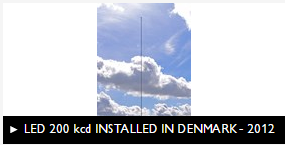 ► LED 200 kcd INSTALLED IN DENMARK - 2012